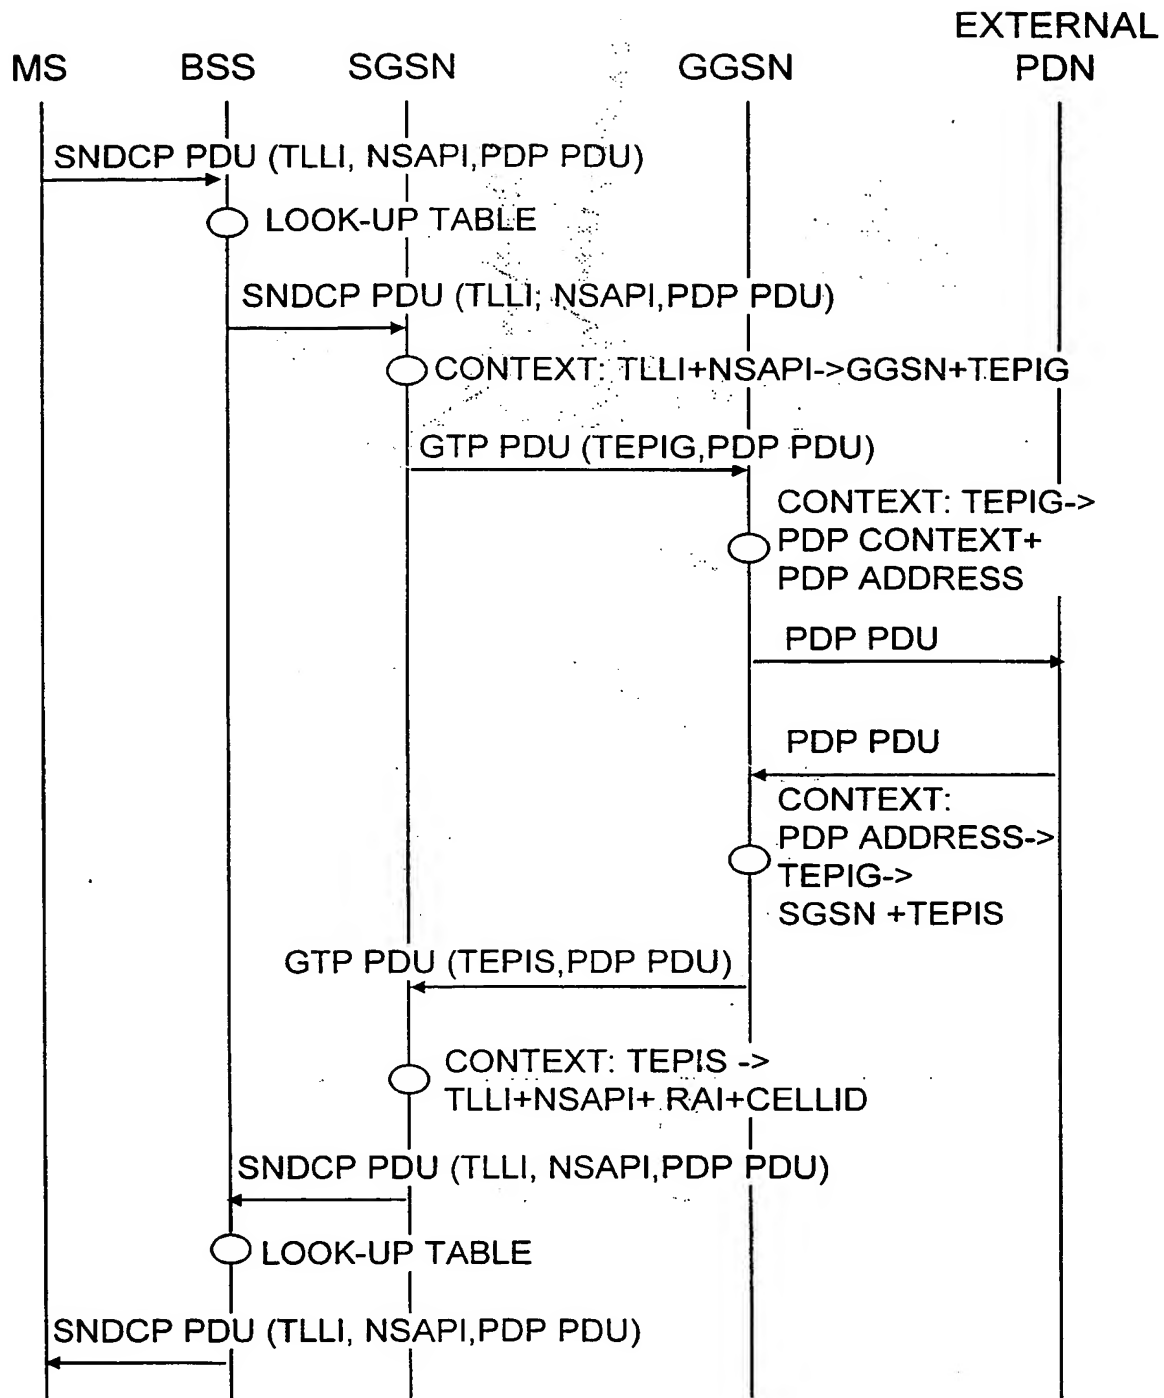 EXTERNAL
MS BSS SGSN GGSN PDN
SNDCP PDU (TLLI, NSAPI,PDP PDU)
LOOK-UP TABLE
SNDCP PDU (TLLI; NSAPI,PDP PDU)
CONTEXT: TLLI+NSAPI->GGSN+TEPIG
GTP PDU (TEPIG,PDP PDU)
CONTEXT: TEPIG->
PDP CONTEXT+
PDP ADDRESS
PDP PDU
PDP PDU
CONTEXT:
PDP ADDRESS->
TEPIG->
SGSN +TEPIS
GTP PDU (TEPIS,PDP PDU)
CONTEXT: TEPIS ->
TLLI+NSAPI+ RAI+CELLID
SNDCP PDU (TLLI, NSAPI,PDP PDU)
LOOK-UP TABLE
SNDCP PDU (TLLI, NSAPI,PDP PDU)